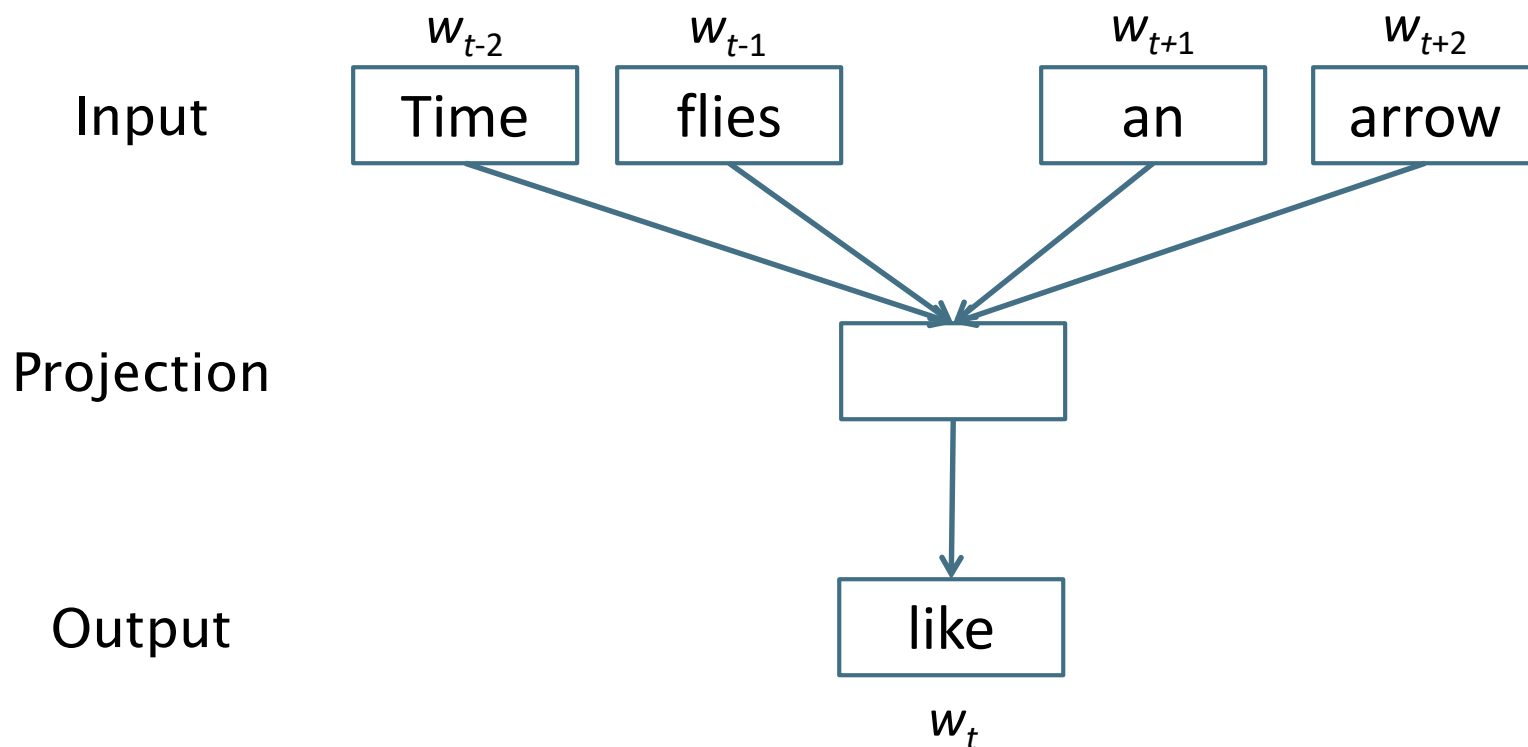 w_{t-2} w_{t-1} w_{t+1} w_{t+2}
Input Time flies an arrow
Projection
Output like
w_t